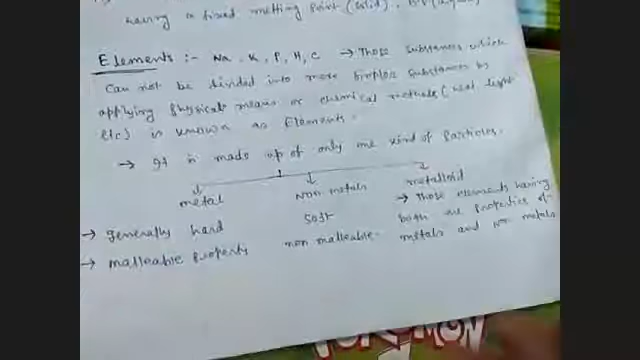 having a fixed melting point (solid), B.P (liquid)
Elements :- Na, K, P, H, C → Those substances which
can not be divided into more simpler substances by
applying physical means or chemical methods (heat light
etc) is known as Elements.
→ It is made up of only one kind of particles.
metal
Non metals
metalloid
→ generally hard
soft
→ Those elements having
both the properties of
metals and Non metals
→ malleable property
non malleable.
POKEMON